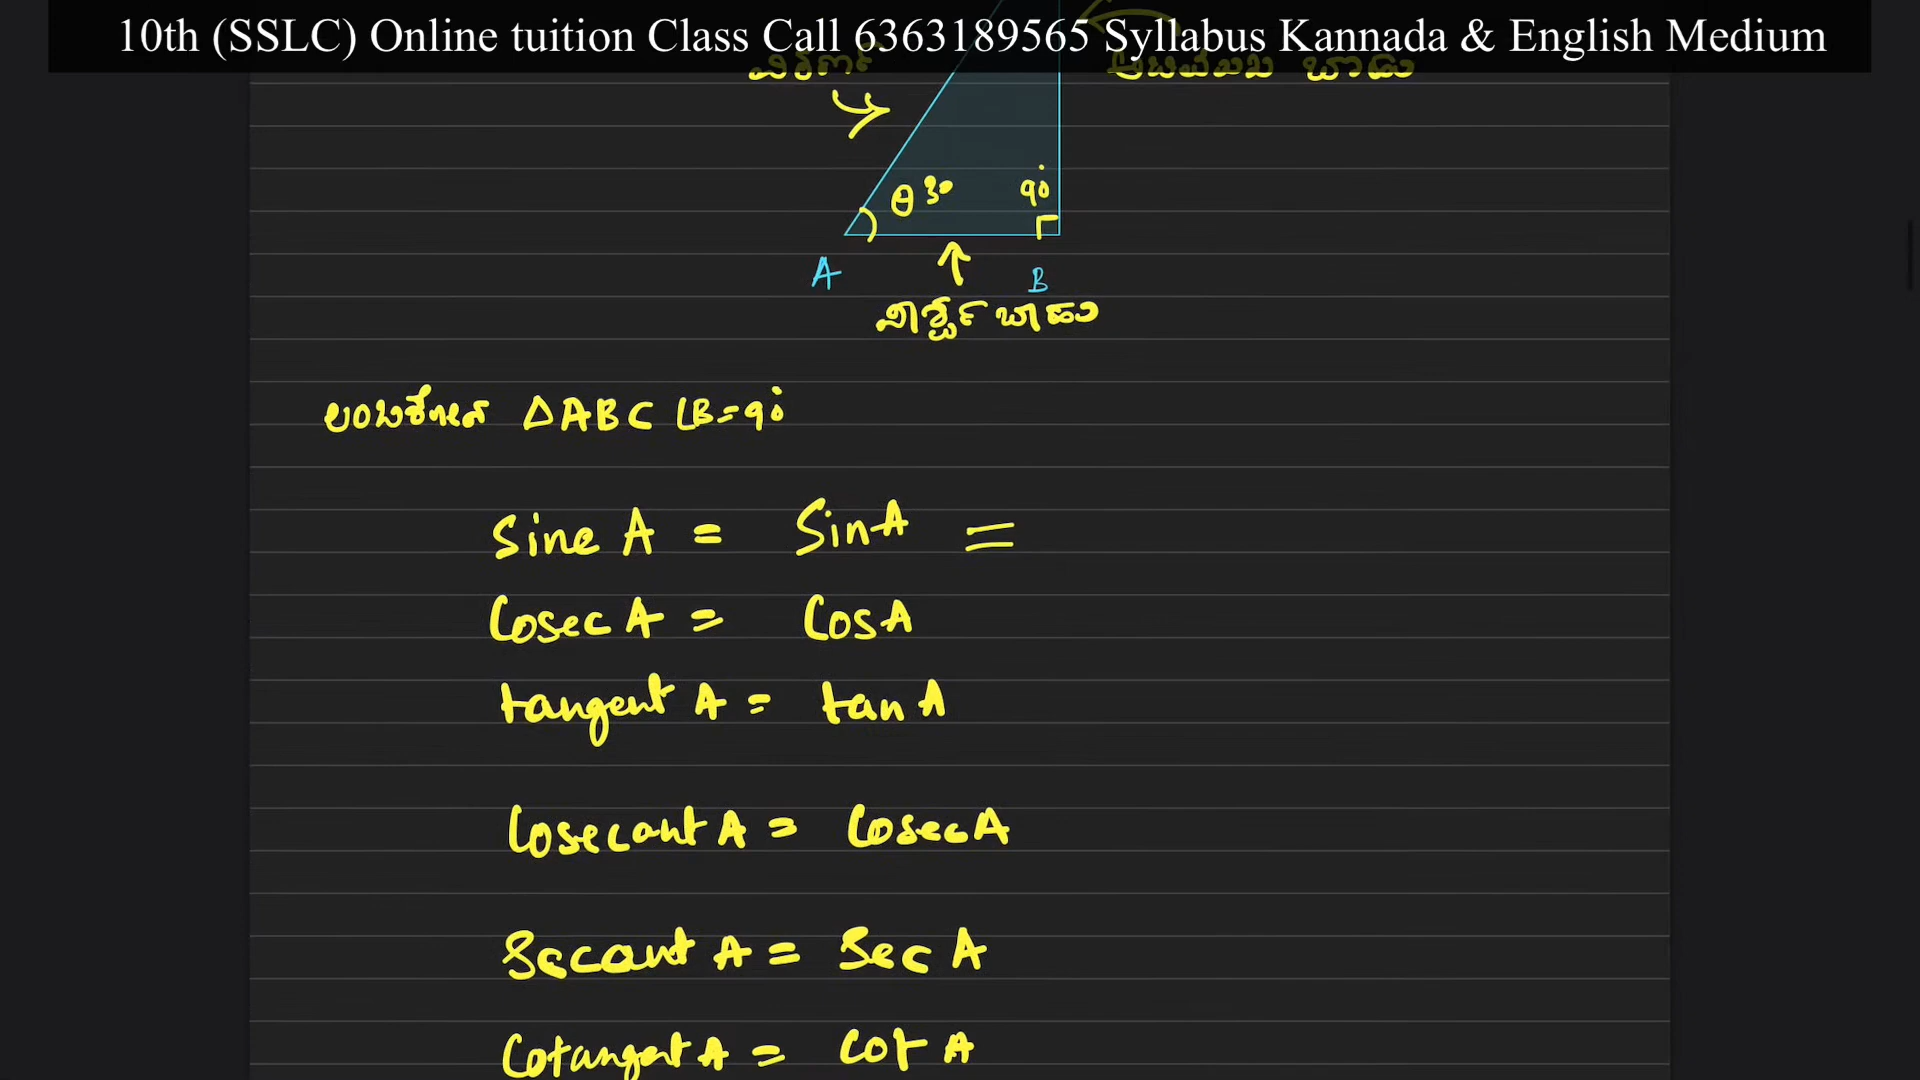 10th (SSLC) Online tuition Class Call 6363189565 Syllabus Kannada & English Medium
θ 30
90°
A
B
ಪಾರ್ಶ್ವ ಬಾಹು
ಲಂಬಕೋನ △ABC ∠B=90°
Sine A = Sin A =
Cosec A = Cos A
tangent A = tan A
Cosecant A = Cosec A
Secant A = Sec A
Cotangent A = Cot A